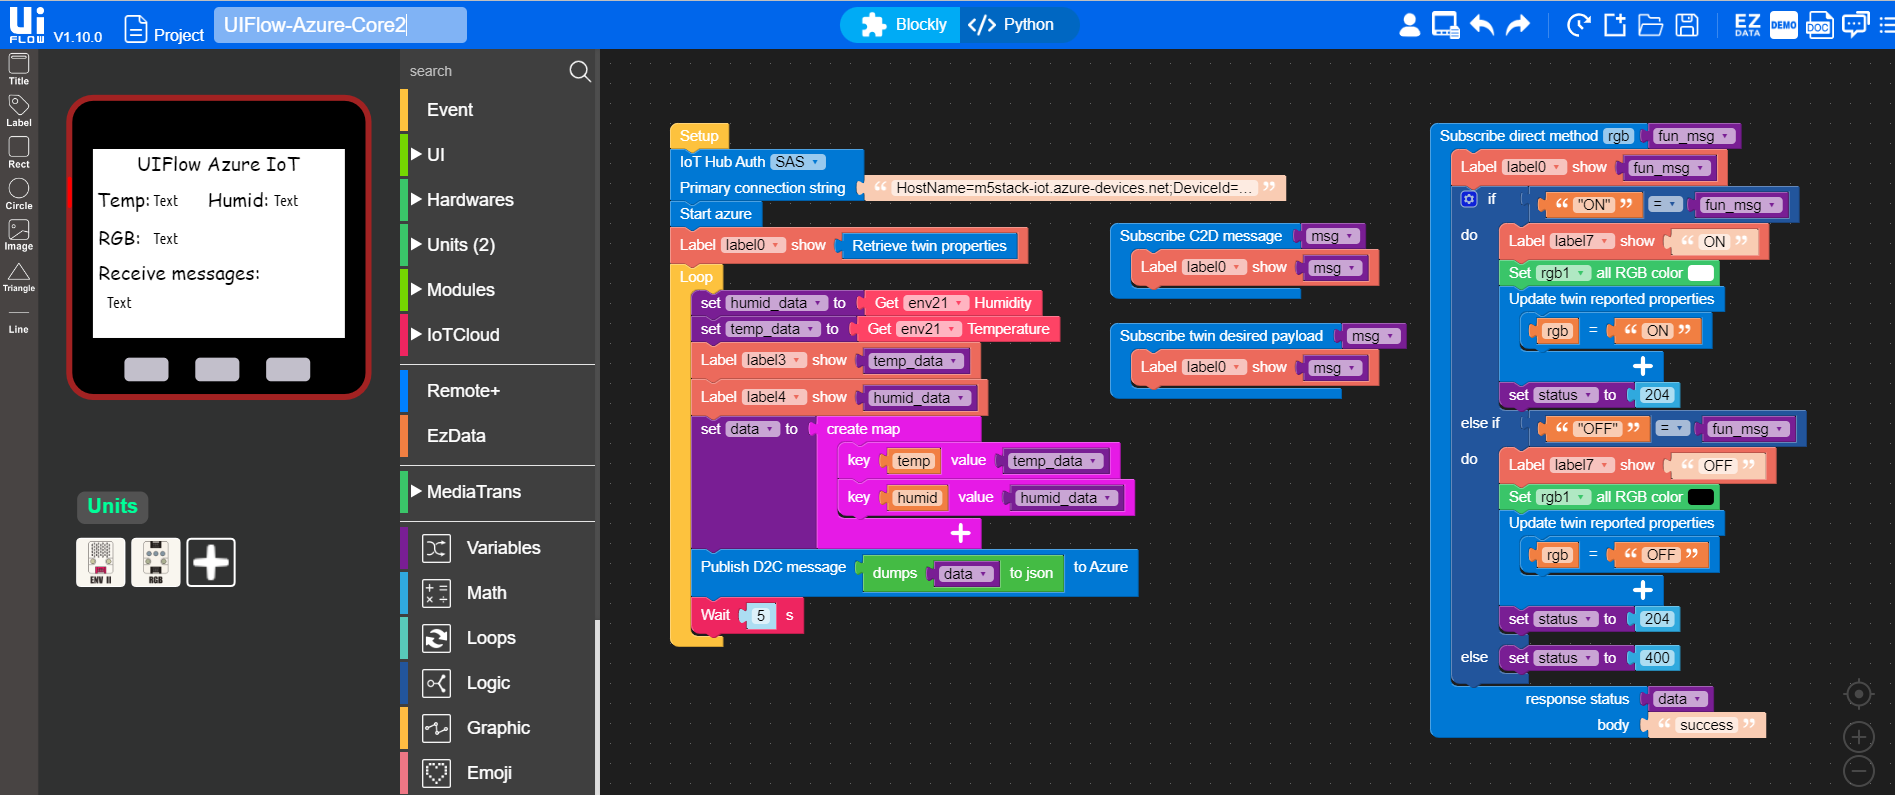 Ui
FLOW
V1.10.0
Project
UIFlow-Azure-Core2
Blockly
Python
EZ
DATA
DEMO
DOC
Title
Label
Rect
Circle
Image
Triangle
Line
UIFlow Azure IoT
Temp: Text
Humid: Text
RGB: Text
Receive messages:
Text
Units
ENV II
RGB
search
Event
UI
Hardwares
Units (2)
Modules
IoTCloud
Remote+
EzData
MediaTrans
Variables
Math
Loops
Logic
Graphic
Emoji
Setup
IoT Hub Auth SAS
Primary connection string “ HostName=m5stack-iot.azure-devices.net;DeviceId=... ”
Start azure
Label label0 show Retrieve twin properties
Loop
set humid_data to Get env21 Humidity
set temp_data to Get env21 Temperature
Label label3 show temp_data
Label label4 show humid_data
set data to create map
key temp value temp_data
key humid value humid_data
+
Publish D2C message dumps data to json to Azure
Wait 5 s
Subscribe C2D message msg
Label label0 show msg
Subscribe twin desired payload msg
Label label0 show msg
Subscribe direct method rgb fun_msg
Label label0 show fun_msg
if “ "ON" ” = fun_msg
do Label label7 show “ ON ”
Set rgb1 all RGB color
Update twin reported properties
rgb = “ ON ”
+
set status to 204
else if “ "OFF" ” = fun_msg
do Label label7 show “ OFF ”
Set rgb1 all RGB color
Update twin reported properties
rgb = “ OFF ”
+
set status to 204
else set status to 400
response status data
body “ success ”